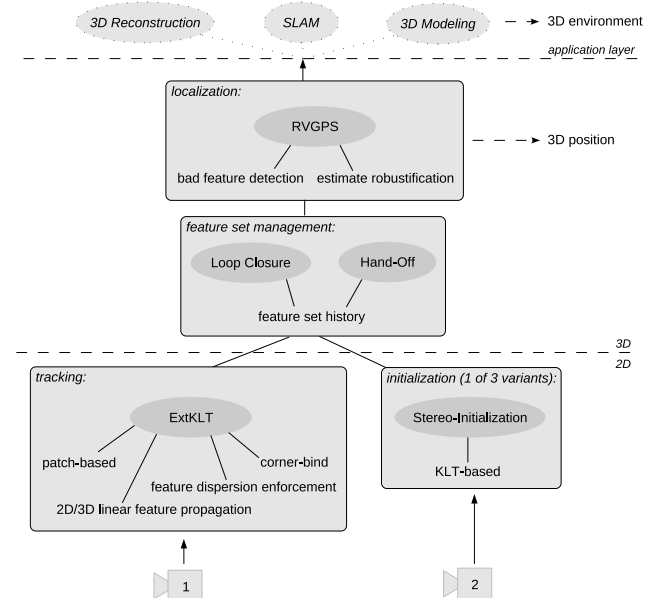 3D Reconstruction
SLAM
3D Modeling
3D environment
application layer
localization:
RVGPS
3D position
bad feature detection
estimate robustification
feature set management:
Loop Closure
Hand-Off
feature set history
3D
2D
tracking:
initialization (1 of 3 variants):
ExtKLT
Stereo-Initialization
patch-based
corner-bind
KLT-based
feature dispersion enforcement
2D/3D linear feature propagation
1
2